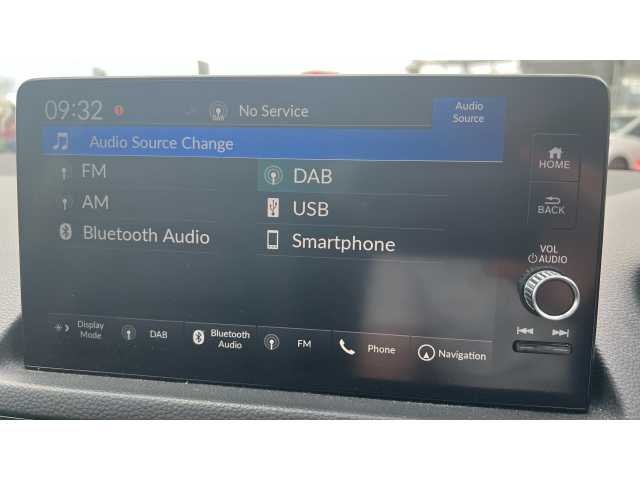 09:32 DAB No Service Audio
Source
Audio Source Change
FM DAB
AM USB
Bluetooth Audio Smartphone
HOME
BACK
VOL
AUDIO
Display
Mode
DAB
Bluetooth
Audio
FM
Phone
Navigation